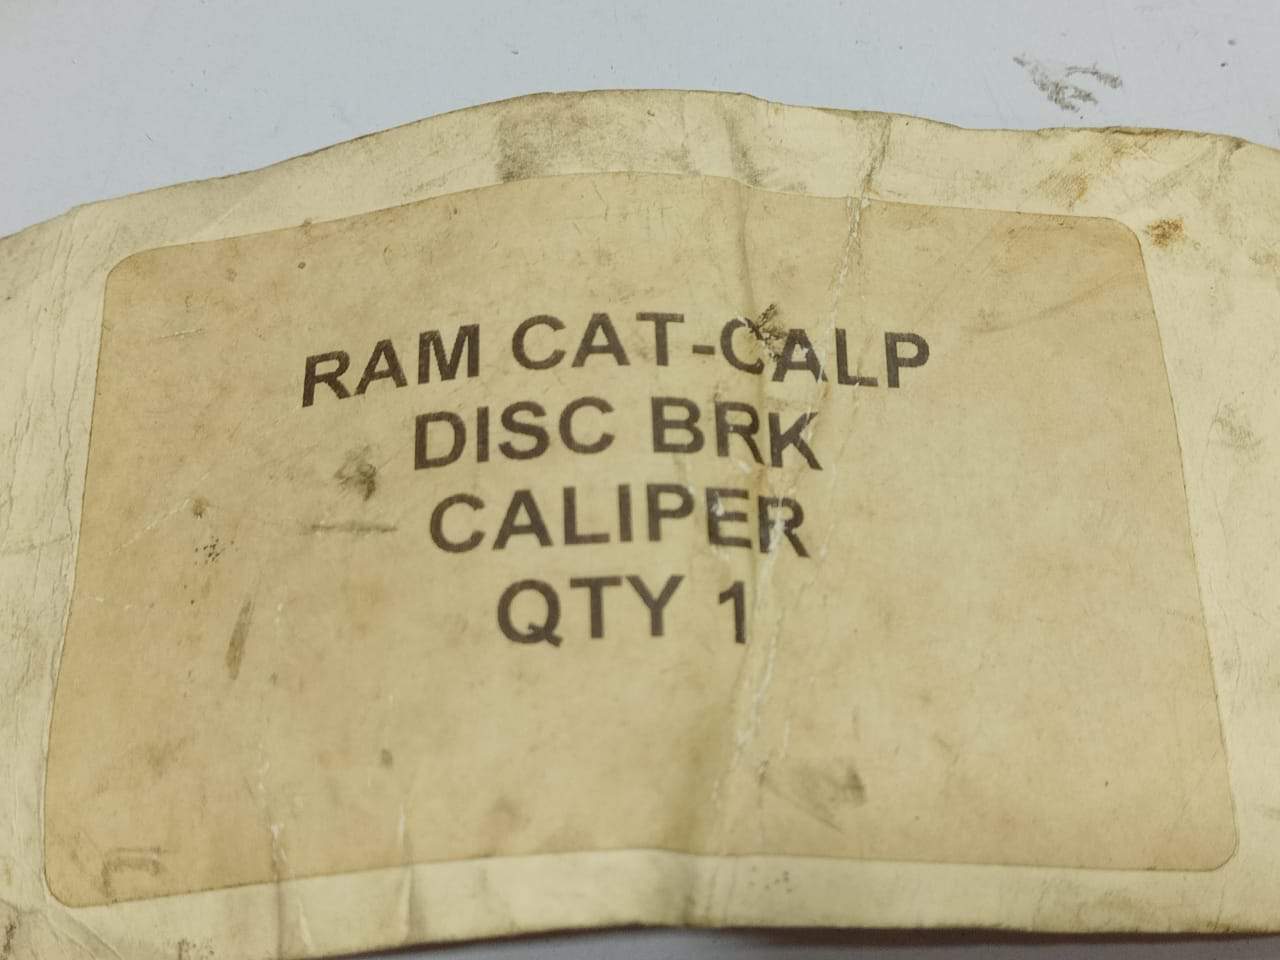 RAM CAT-CALP
DISC BRK
CALIPER
QTY 1